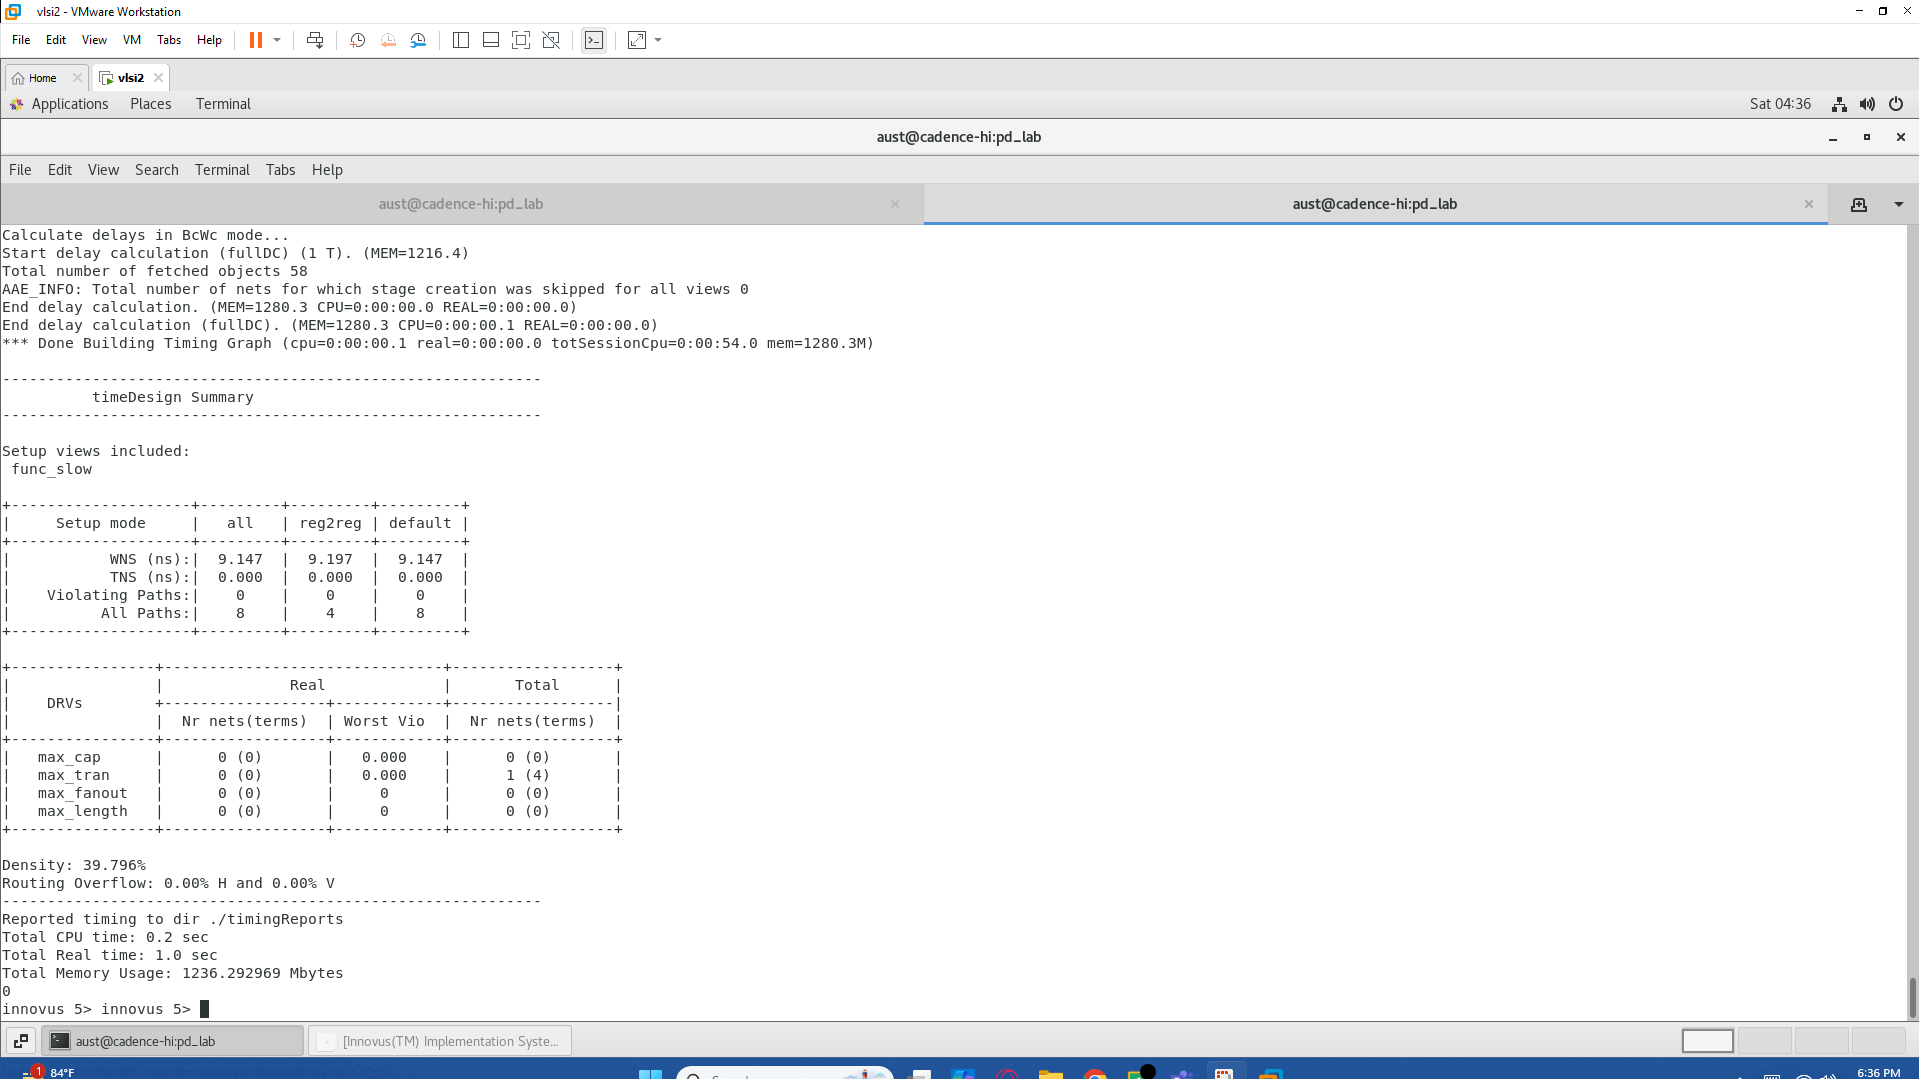 vlsi2 - VMware Workstation
File Edit View VM Tabs Help
Home vlsi2
Applications Places Terminal Sat 04:36
aust@cadence-hi:pd_lab
File Edit View Search Terminal Tabs Help
aust@cadence-hi:pd_lab aust@cadence-hi:pd_lab
Calculate delays in BcWc mode...
Start delay calculation (fullDC) (1 T). (MEM=1216.4)
Total number of fetched objects 58
AAE_INFO: Total number of nets for which stage creation was skipped for all views 0
End delay calculation. (MEM=1280.3 CPU=0:00:00.0 REAL=0:00:00.0)
End delay calculation (fullDC). (MEM=1280.3 CPU=0:00:00.1 REAL=0:00:00.0)
*** Done Building Timing Graph (cpu=0:00:00.1 real=0:00:00.0 totSessionCpu=0:00:54.0 mem=1280.3M)
------------------------------------------------------------
          timeDesign Summary
------------------------------------------------------------
Setup views included:
 func_slow
+--------------------+---------+---------+---------+
|     Setup mode     |   all   | reg2reg | default |
+--------------------+---------+---------+---------+
|           WNS (ns):|  9.147  |  9.197  |  9.147  |
|           TNS (ns):|  0.000  |  0.000  |  0.000  |
|    Violating Paths:|    0    |    0    |    0    |
|          All Paths:|    8    |    4    |    8    |
+--------------------+---------+---------+---------+
+----------------+-------------------------------+------------------+
|                |              Real             |       Total      |
|    DRVs        +------------------+------------+------------------|
|                |  Nr nets(terms)  | Worst Vio  |  Nr nets(terms)  |
+----------------+------------------+------------+------------------+
|   max_cap      |      0 (0)       |   0.000    |      0 (0)       |
|   max_tran     |      0 (0)       |   0.000    |      1 (4)       |
|   max_fanout   |      0 (0)       |     0      |      0 (0)       |
|   max_length   |      0 (0)       |     0      |      0 (0)       |
+----------------+------------------+------------+------------------+
Density: 39.796%
Routing Overflow: 0.00% H and 0.00% V
------------------------------------------------------------
Reported timing to dir ./timingReports
Total CPU time: 0.2 sec
Total Real time: 1.0 sec
Total Memory Usage: 1236.292969 Mbytes
0
innovus 5> innovus 5>
aust@cadence-hi:pd_lab [Innovus(TM) Implementation Syste...
1 84°F 6:36 PM